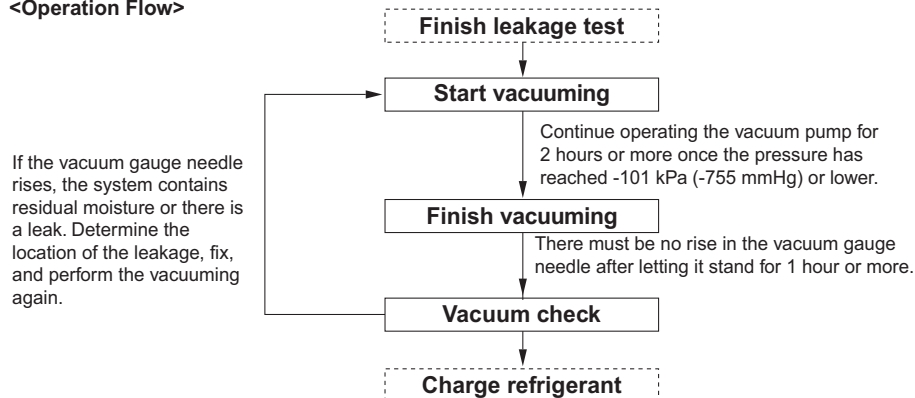 <Operation Flow>
Finish leakage test
Start vacuuming
Continue operating the vacuum pump for
2 hours or more once the pressure has
reached -101 kPa (-755 mmHg) or lower.
If the vacuum gauge needle
rises, the system contains
residual moisture or there is
a leak. Determine the
location of the leakage, fix,
and perform the vacuuming
again.
Finish vacuuming
There must be no rise in the vacuum gauge
needle after letting it stand for 1 hour or more.
Vacuum check
Charge refrigerant